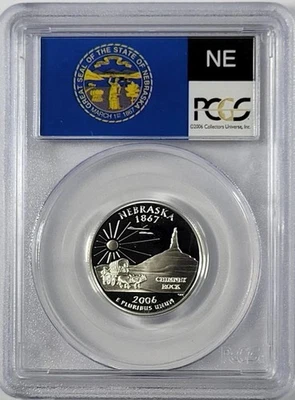 GREAT SEAL OF THE STATE OF NEBRASKA
MARCH 1ST 1867
NE
PCGS
©2006 Collectors Universe, Inc.
NEBRASKA
1867
CHIMNEY
ROCK
2006
E PLURIBUS UNUM